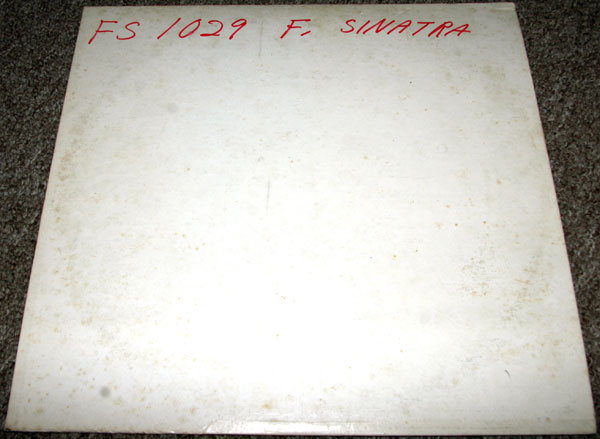 FS 1029 F. SINATRA